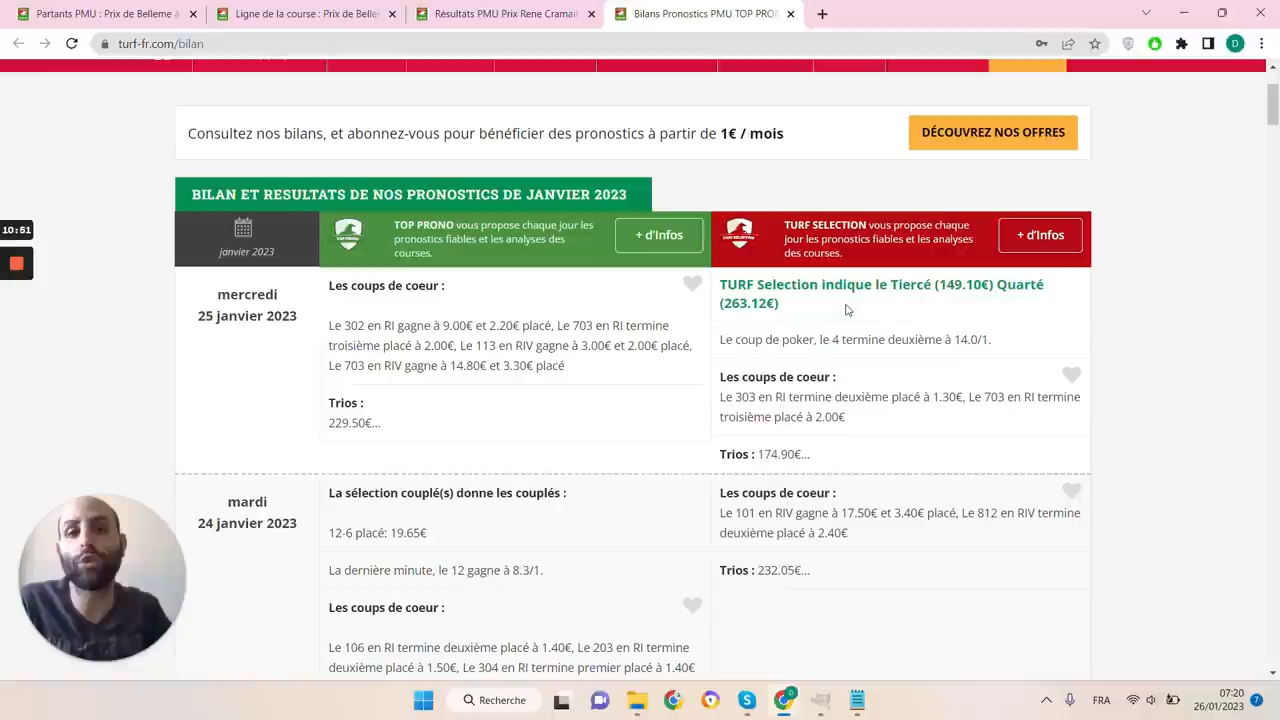 Partants PMU : Prix de Belleme
Ligne de la course : Prix de Belle
Résultats PMU Prix Rene Cramail
Bilans Pronostics PMU TOP PRO
turf-fr.com/bilan
D
Consultez nos bilans, et abonnez-vous pour bénéficier des pronostics à partir de 1€ / mois
DÉCOUVREZ NOS OFFRES
BILAN ET RESULTATS DE NOS PRONOSTICS DE JANVIER 2023
janvier 2023
TOP PRONO
TOP PRONO vous propose chaque jour les
pronostics fiables et les analyses des
courses.
+ d'Infos
TURF SELECTION
TURF SELECTION vous propose chaque
jour les pronostics fiables et les analyses
des courses.
+ d'Infos
10:51
mercredi
25 janvier 2023
Les coups de coeur :
Le 302 en RI gagne à 9.00€ et 2.20€ placé, Le 703 en RI termine
troisième placé à 2.00€, Le 113 en RIV gagne à 3.00€ et 2.00€ placé,
Le 703 en RIV gagne à 14.80€ et 3.30€ placé
Trios :
229.50€...
TURF Selection indique le Tiercé (149.10€) Quarté
(263.12€)
Le coup de poker, le 4 termine deuxième à 14.0/1.
Les coups de coeur :
Le 303 en RI termine deuxième placé à 1.30€, Le 703 en RI termine
troisième placé à 2.00€
Trios : 174.90€...
mardi
24 janvier 2023
La sélection couplé(s) donne les couplés :
12-6 placé: 19.65€
La dernière minute, le 12 gagne à 8.3/1.
Les coups de coeur :
Le 106 en RI termine deuxième placé à 1.40€, Le 203 en RI termine
deuxième placé à 1.50€, Le 304 en RI termine premier placé à 1.40€
Les coups de coeur :
Le 101 en RIV gagne à 17.50€ et 3.40€ placé, Le 812 en RIV termine
deuxième placé à 2.40€
Trios : 232.05€...
Recherche
FRA
07:20
26/01/2023